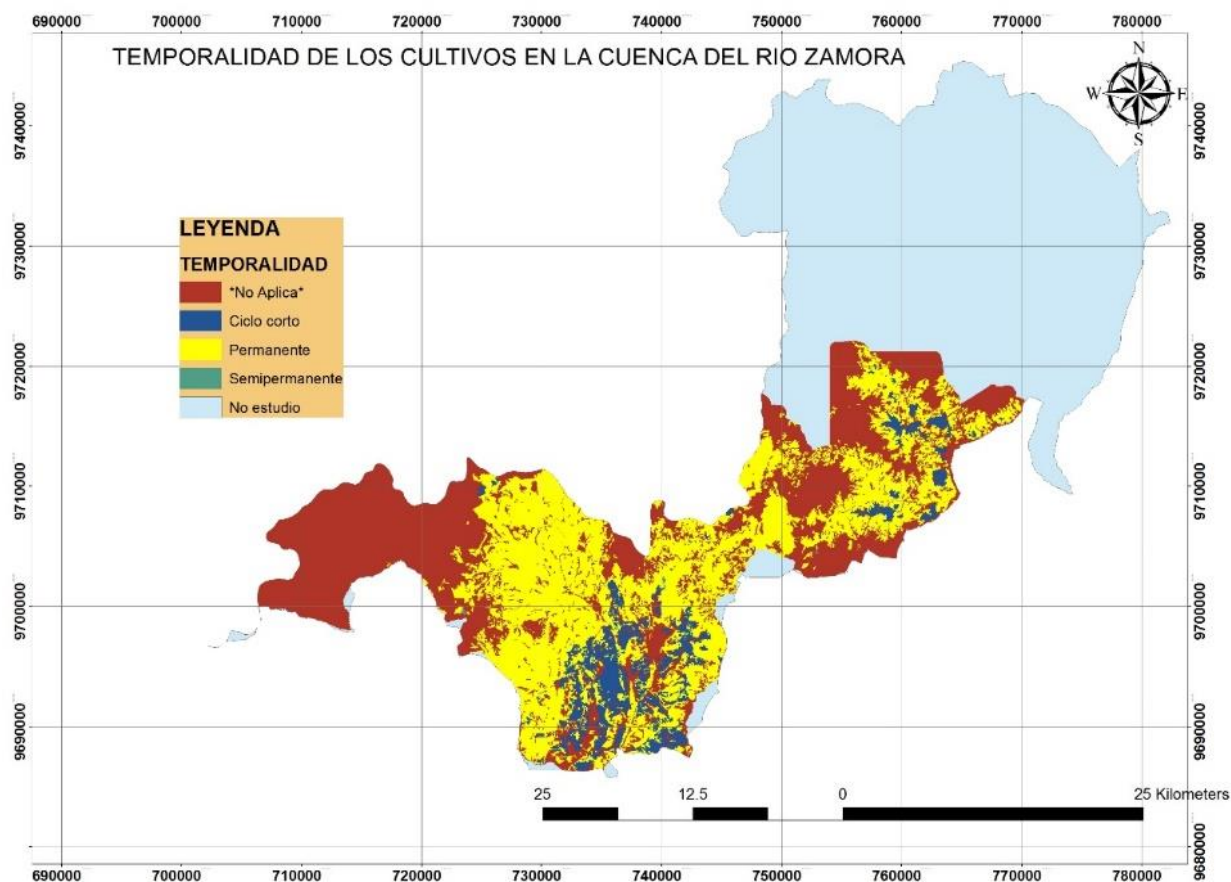 690000 700000 710000 720000 730000 740000 750000 760000 770000 780000
TEMPORALIDAD DE LOS CULTIVOS EN LA CUENCA DEL RIO ZAMORA
N
W E
S
9740000 9740000
9730000 9730000
9720000 9720000
9710000 9710000
9700000 9700000
9690000 9690000
9680000
LEYENDA
TEMPORALIDAD
*No Aplica*
Ciclo corto
Permanente
Semipermanente
No estudio
25 12.5 0 25 Kilometers
690000 700000 710000 720000 730000 740000 750000 760000 770000 780000